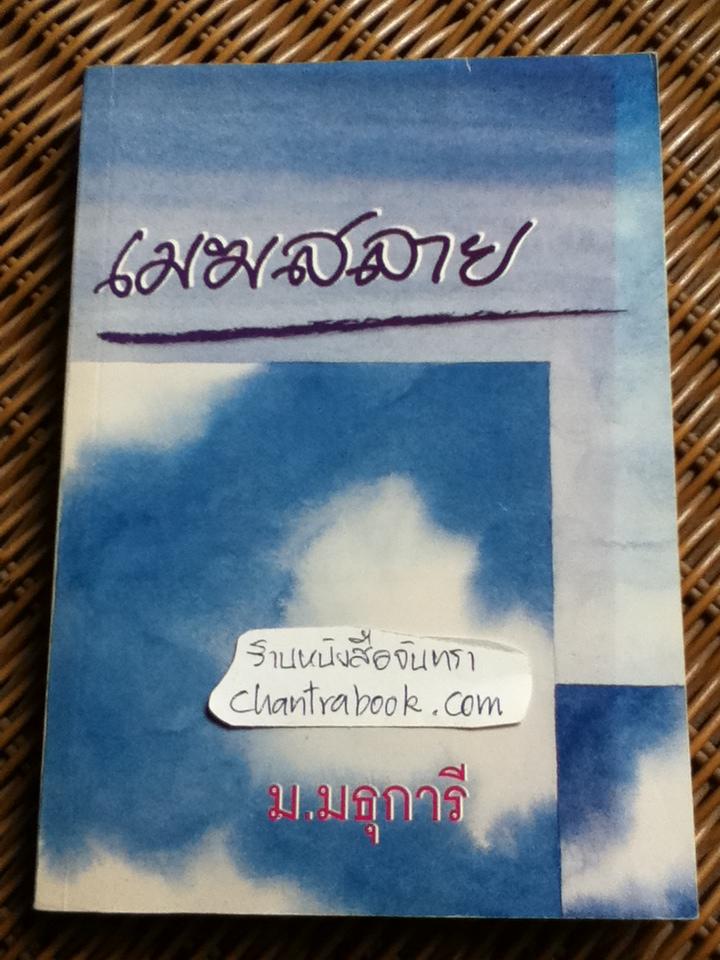 เมฆสลาย
ร้านหนังสือจันทรา
chantrabook.com
ม.มธุการี